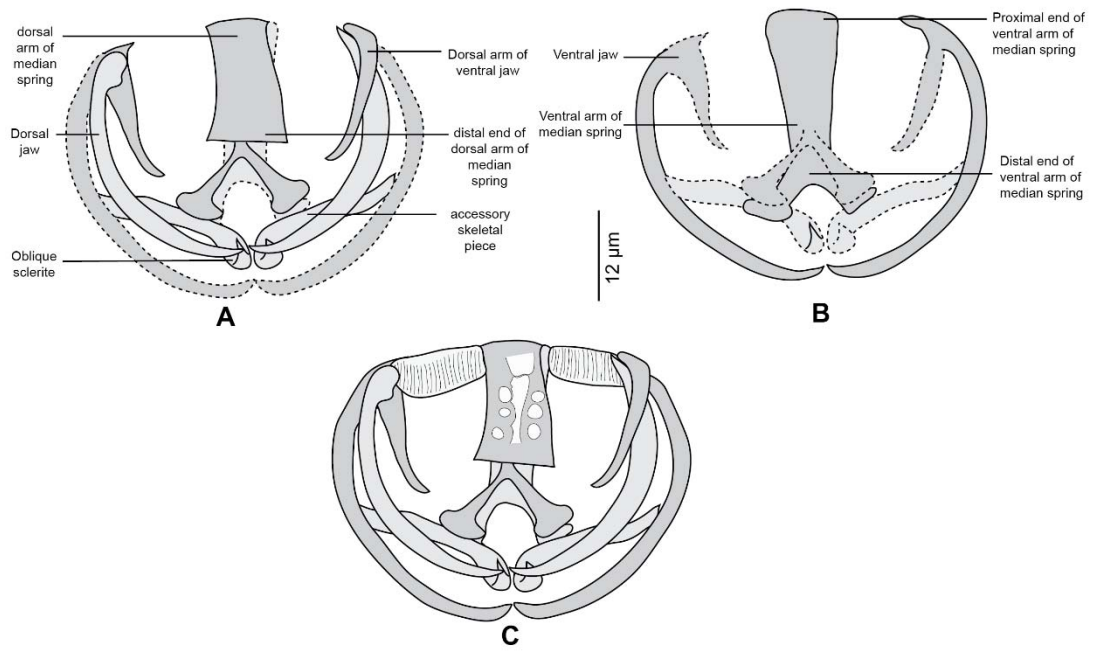 dorsal
arm of
median
spring
Dorsal arm of
ventral jaw
Dorsal
jaw
distal end of
dorsal arm of
median
spring
accessory
skeletal
piece
Oblique
sclerite
A
Ventral jaw
Proximal end of
ventral arm of
median spring
Ventral arm of
median spring
Distal end of
ventral arm of
median spring
12 µm
B
C